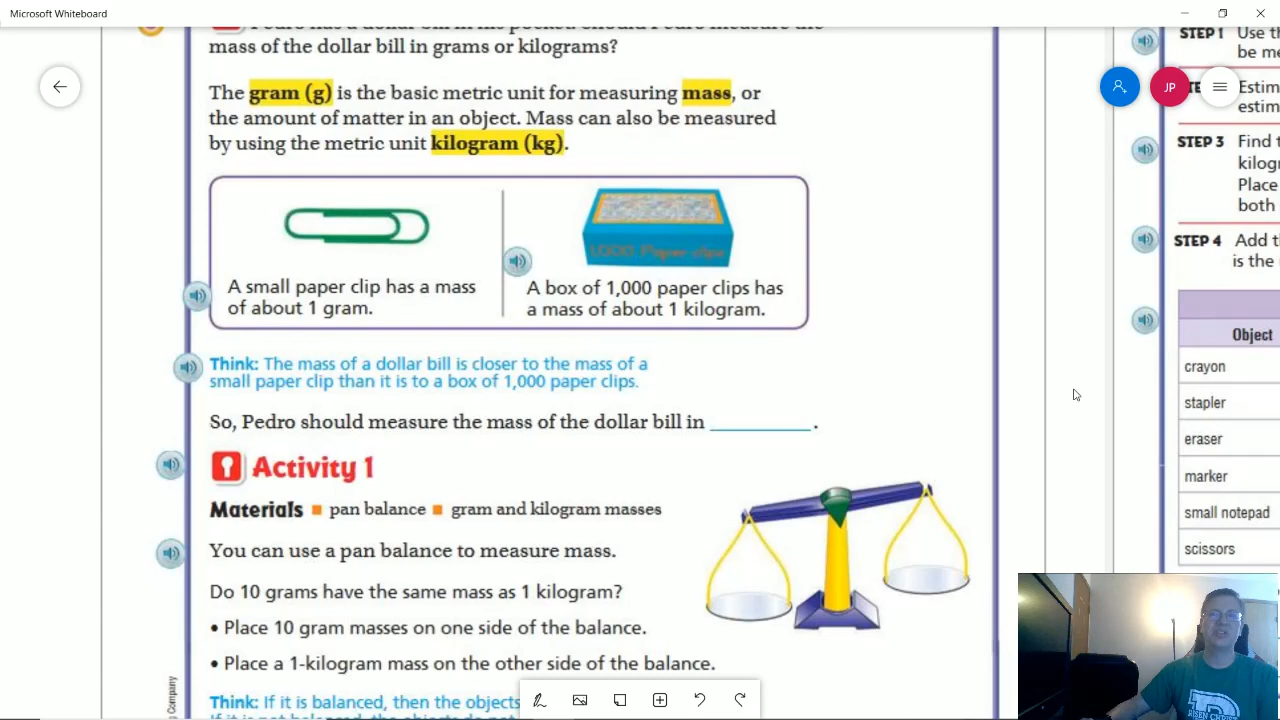 Microsoft Whiteboard
Pedro has a dollar bill in his pocket. Should Pedro measure the
mass of the dollar bill in grams or kilograms?
The gram (g) is the basic metric unit for measuring mass, or
the amount of matter in an object. Mass can also be measured
by using the metric unit kilogram (kg).
1,000 Paper clips
A small paper clip has a mass
of about 1 gram.
A box of 1,000 paper clips has
a mass of about 1 kilogram.
Think: The mass of a dollar bill is closer to the mass of a
small paper clip than it is to a box of 1,000 paper clips.
So, Pedro should measure the mass of the dollar bill in __________.
Activity 1
Materials ■ pan balance ■ gram and kilogram masses
You can use a pan balance to measure mass.
Do 10 grams have the same mass as 1 kilogram?
• Place 10 gram masses on one side of the balance.
• Place a 1-kilogram mass on the other side of the balance.
Think: If it is balanced, then the objects
Company
JP
STEP 1 Use th
be me
Estim
estim
STEP 3 Find t
kilogr
Place
both
STEP 4 Add th
is the
Object
crayon
stapler
eraser
marker
small notepad
scissors
RISEN CHRIS